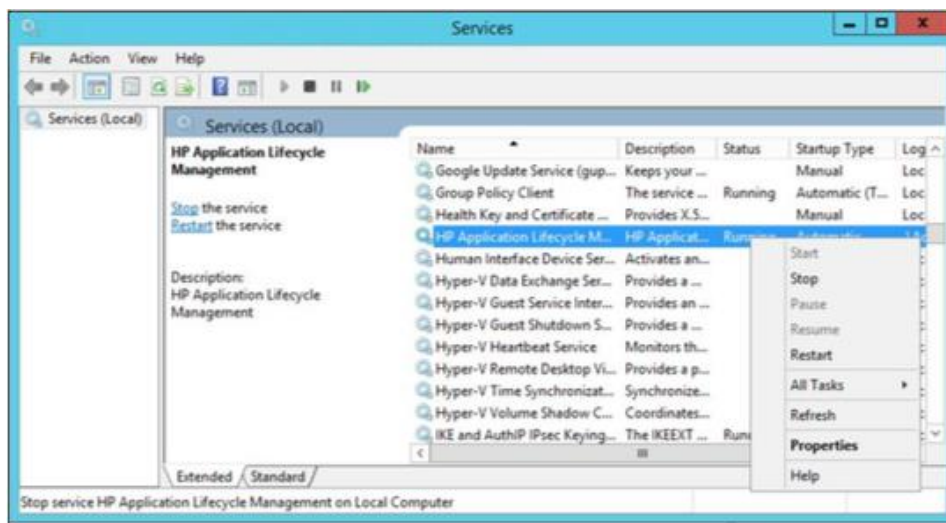 Services
File Action View Help
Services (Local)
Services (Local)
HP Application Lifecycle
Management
Stop the service
Restart the service
Description:
HP Application Lifecycle
Management
Name Description Status Startup Type Log
Google Update Service (gup... Keeps your ... Manual Loc
Group Policy Client The service ... Running Automatic (T... Loc
Health Key and Certificate ... Provides X.5... Manual Loc
HP Application Lifecycle M... HP Applicat... Running Automatic
Human Interface Device Ser... Activates an...
Hyper-V Data Exchange Ser... Provides a ...
Hyper-V Guest Service Inter... Provides an ...
Hyper-V Guest Shutdown S... Provides a ...
Hyper-V Heartbeat Service Monitors th...
Hyper-V Remote Desktop Vi... Provides a p...
Hyper-V Time Synchronizat... Synchronize...
Hyper-V Volume Shadow C... Coordinates...
IKE and AuthIP IPsec Keying... The IKEEXT ... Runn
Start
Stop
Pause
Resume
Restart
All Tasks
Refresh
Properties
Help
Extended Standard
Stop service HP Application Lifecycle Management on Local Computer